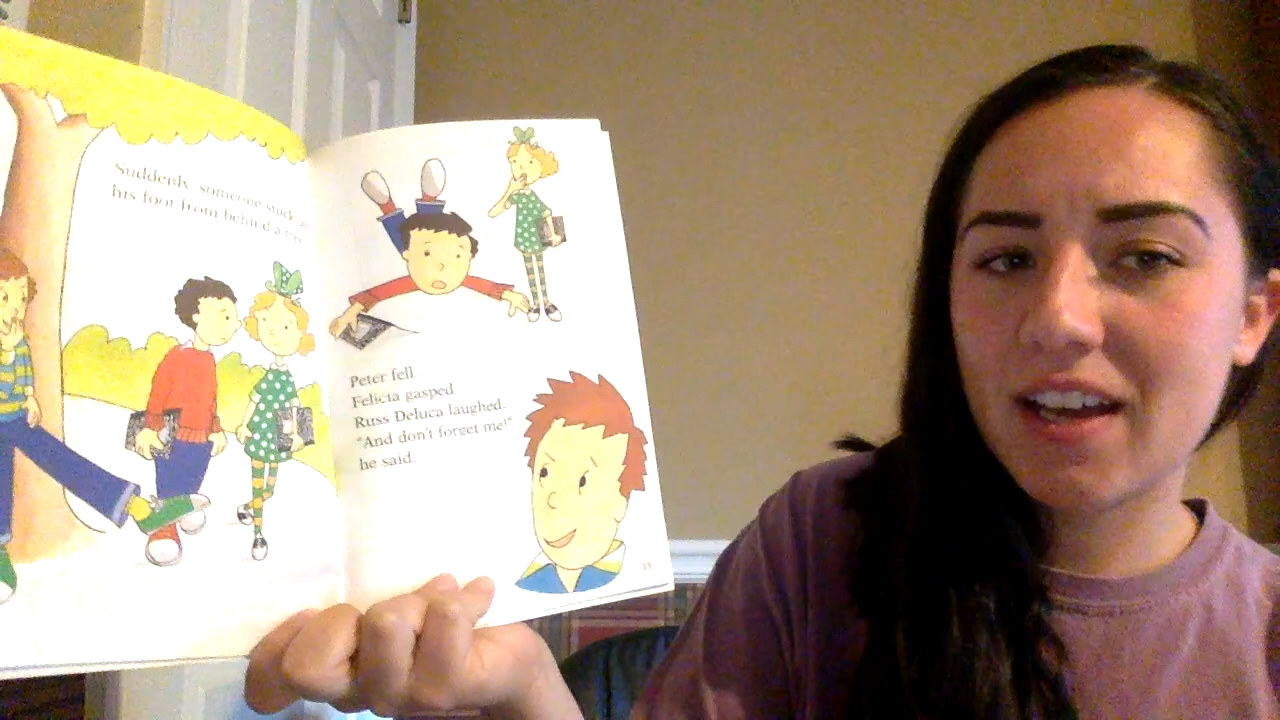 Suddenly, someone stuck
his foot from behind a tree.
Peter fell
Felicia gasped
Russ Deluca laughed.
"And don't forget me!"
he said.